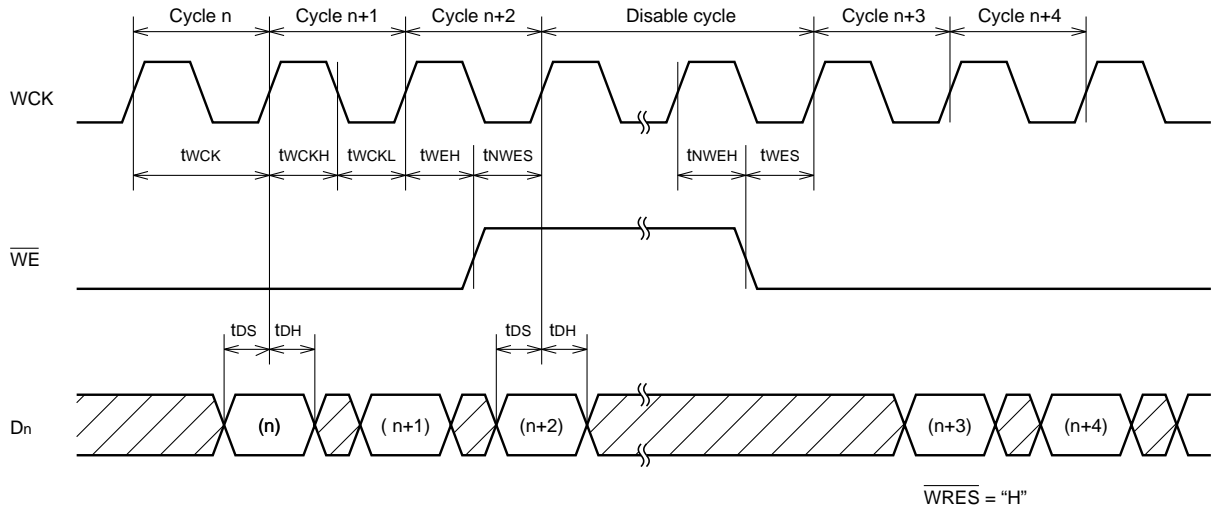 Cycle n Cycle n+1 Cycle n+2 Disable cycle Cycle n+3 Cycle n+4
WCK
tWCK tWCKH tWCKL tWEH tNWES tNWEH tWES
WE
tDS tDH tDS tDH
Dn (n) ( n+1) (n+2) (n+3) (n+4)
WRES = “H”